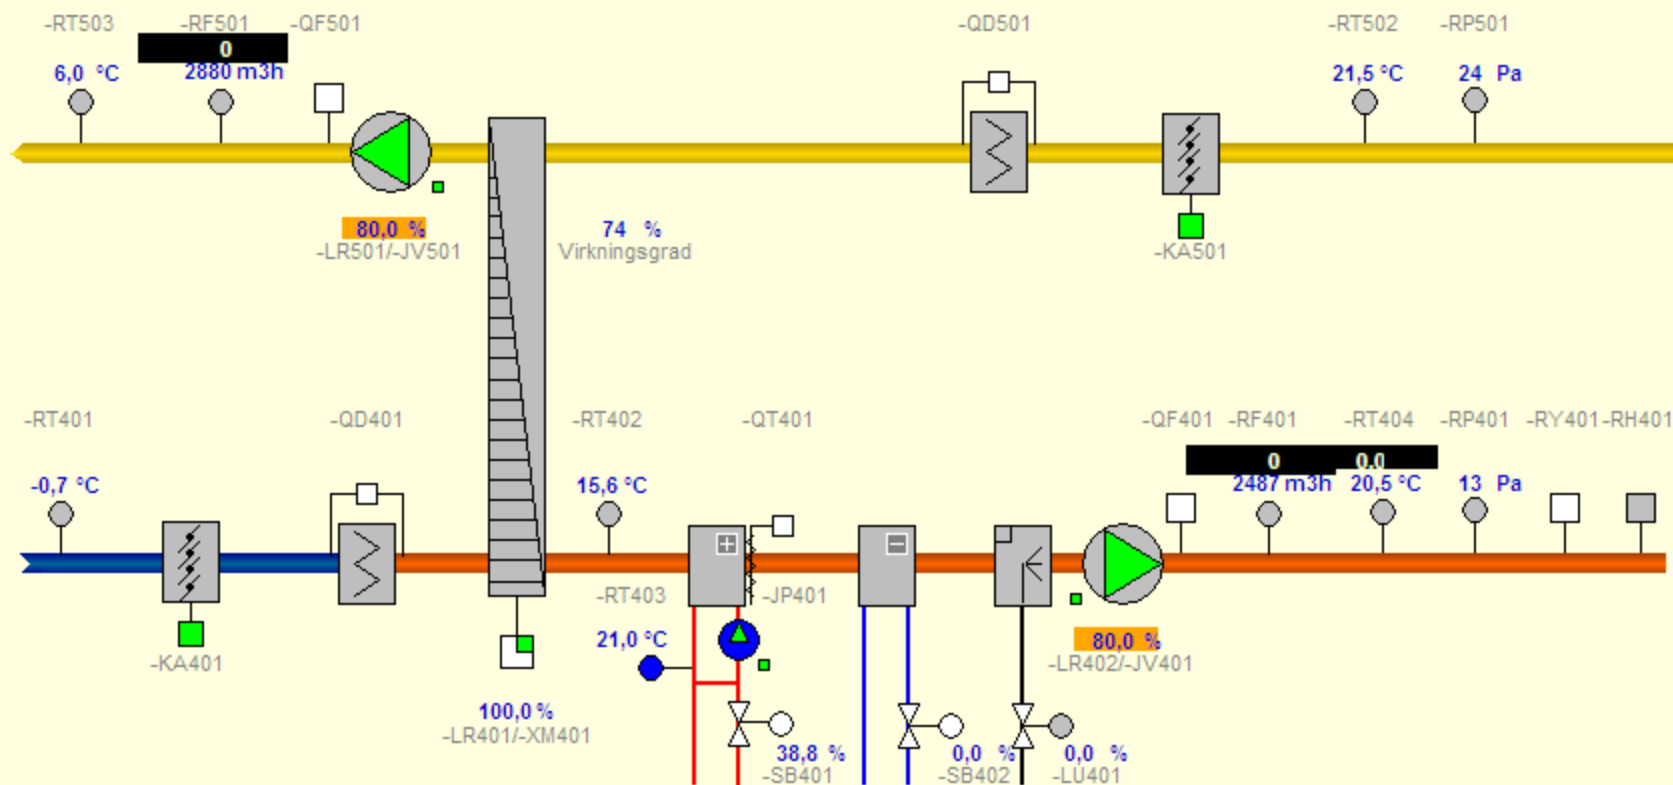 -RT503 -RF501 -QF501 -QD501 -RT502 -RP501
0
6,0 °C 2880 m3h 21,5 °C 24 Pa
80,0 % 74 %
-LR501/-JV501 Virkningsgrad -KA501
-RT401 -QD401 -RT402 -QT401 -QF401 -RF401 -RT404 -RP401 -RY401 -RH401
0 0,0
-0,7 °C 15,6 °C 2487 m3h 20,5 °C 13 Pa
-RT403 -JP401
21,0 °C 80,0 %
-KA401 -LR402/-JV401
100,0 %
-LR401/-XM401
38,8 % 0,0 % 0,0 %
-SB401 -SB402 -LU401